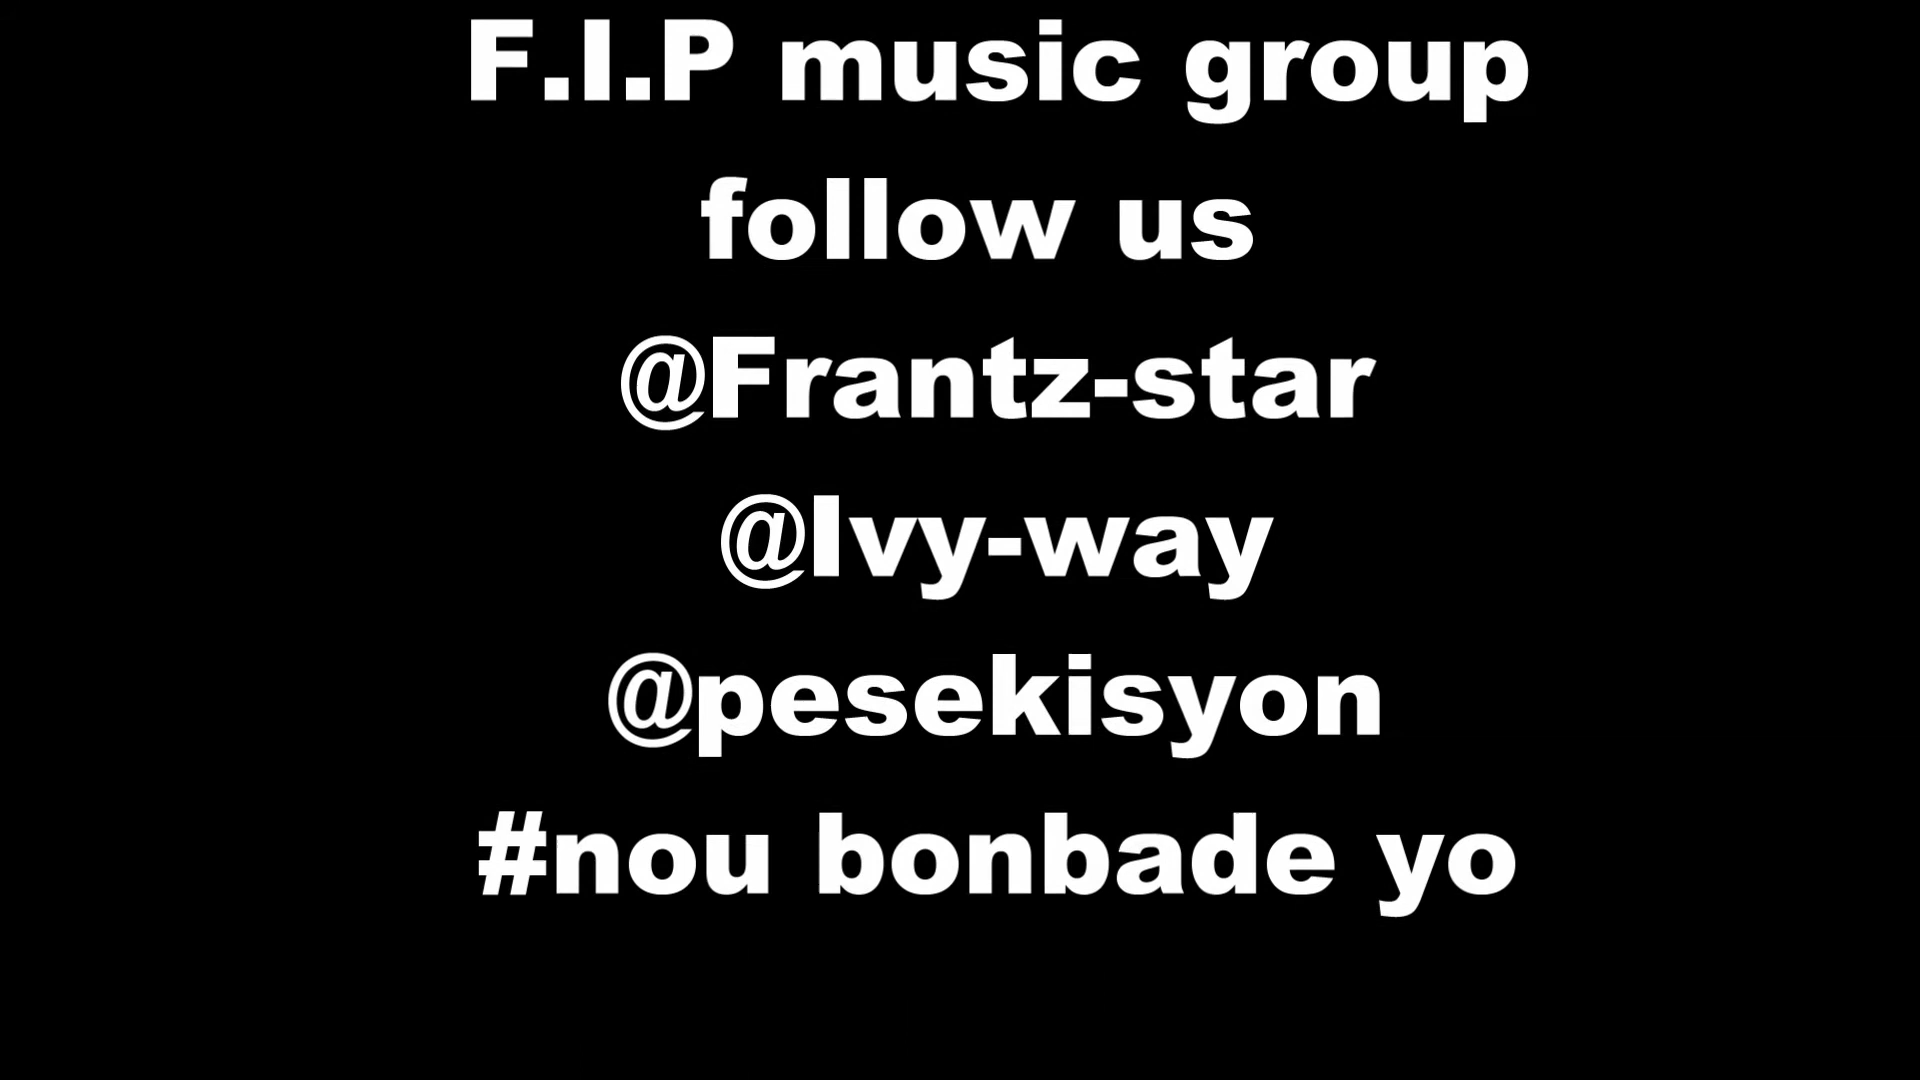 F.I.P music group
follow us
@Frantz-star
@Ivy-way
@pesekisyon
#nou bonbade yo